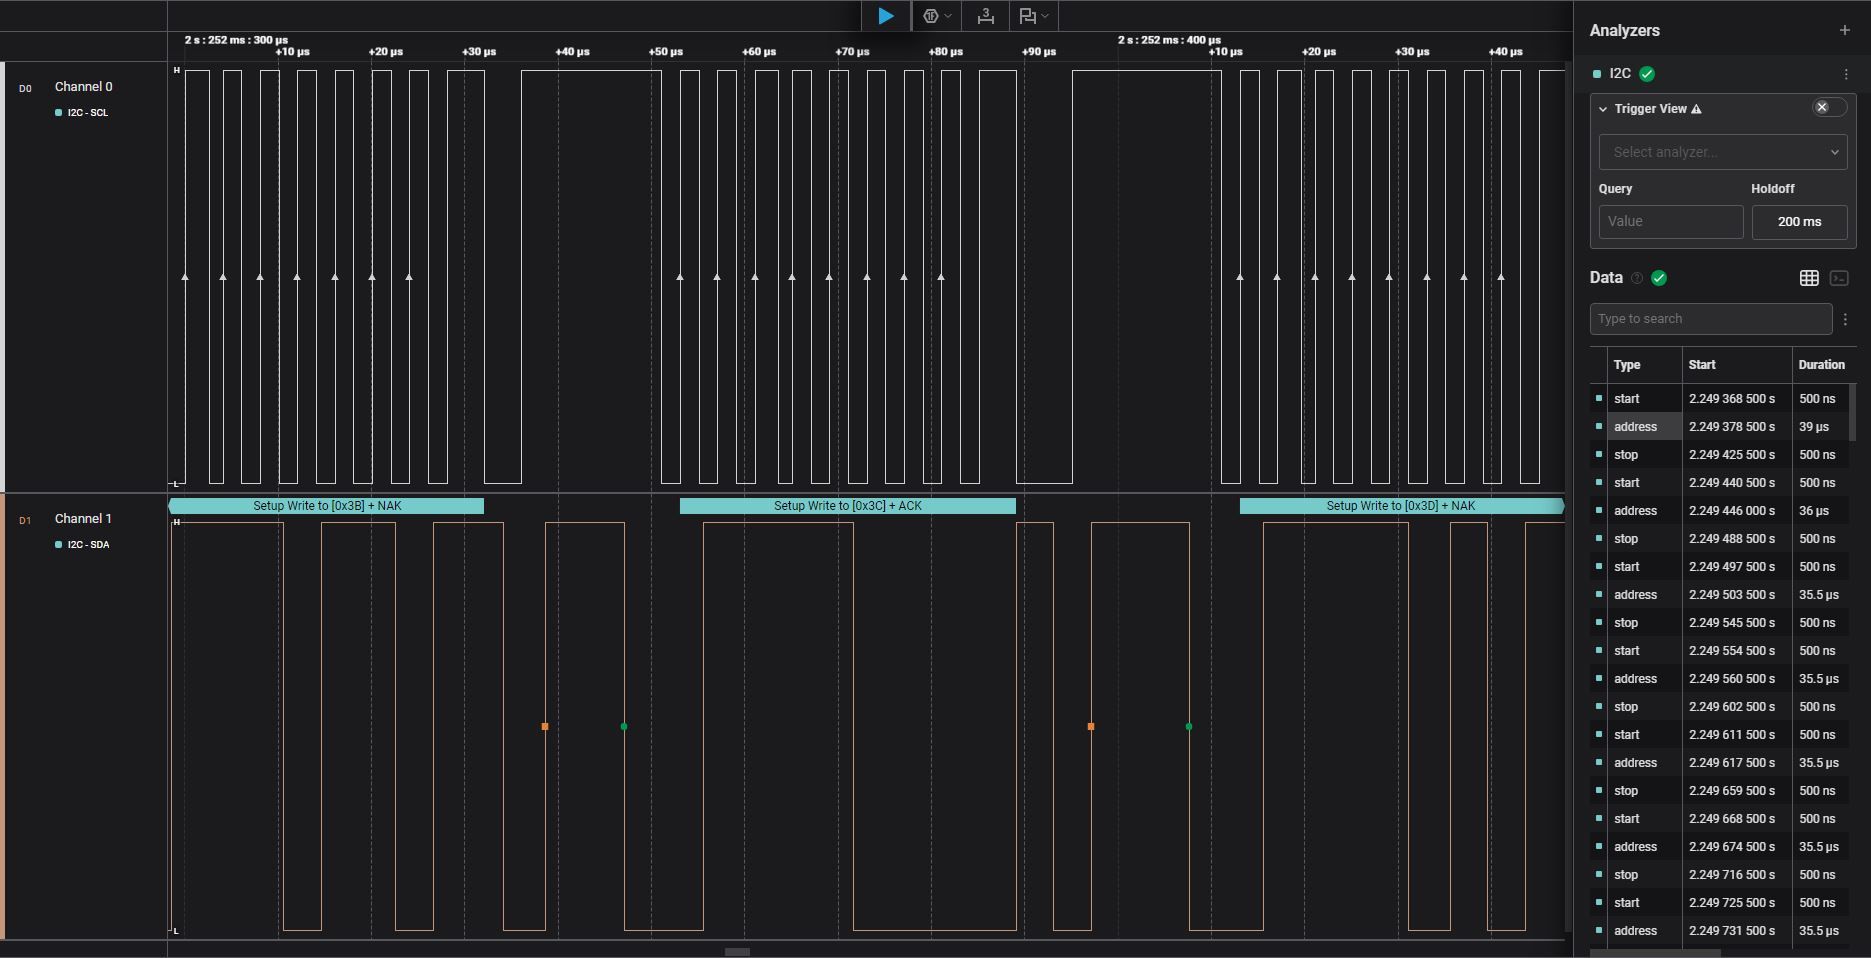 3
2 s : 252 ms : 300 µs
2 s : 252 ms : 400 µs
+10 µs
+20 µs
+30 µs
+40 µs
+50 µs
+60 µs
+70 µs
+80 µs
+90 µs
+10 µs
+20 µs
+30 µs
+40 µs
D0
Channel 0
I2C - SCL
H
L
Setup Write to [0x3B] + NAK
Setup Write to [0x3C] + ACK
Setup Write to [0x3D] + NAK
D1
Channel 1
I2C - SDA
H
L
Analyzers
I2C
Trigger View
Select analyzer...
Query
Holdoff
Value
200 ms
Data
Type to search
Type Start Duration
start 2.249 368 500 s 500 ns
address 2.249 378 500 s 39 µs
stop 2.249 425 500 s 500 ns
start 2.249 440 500 s 500 ns
address 2.249 446 000 s 36 µs
stop 2.249 488 500 s 500 ns
start 2.249 497 500 s 500 ns
address 2.249 503 500 s 35.5 µs
stop 2.249 545 500 s 500 ns
start 2.249 554 500 s 500 ns
address 2.249 560 500 s 35.5 µs
stop 2.249 602 500 s 500 ns
start 2.249 611 500 s 500 ns
address 2.249 617 500 s 35.5 µs
stop 2.249 659 500 s 500 ns
start 2.249 668 500 s 500 ns
address 2.249 674 500 s 35.5 µs
stop 2.249 716 500 s 500 ns
start 2.249 725 500 s 500 ns
address 2.249 731 500 s 35.5 µs